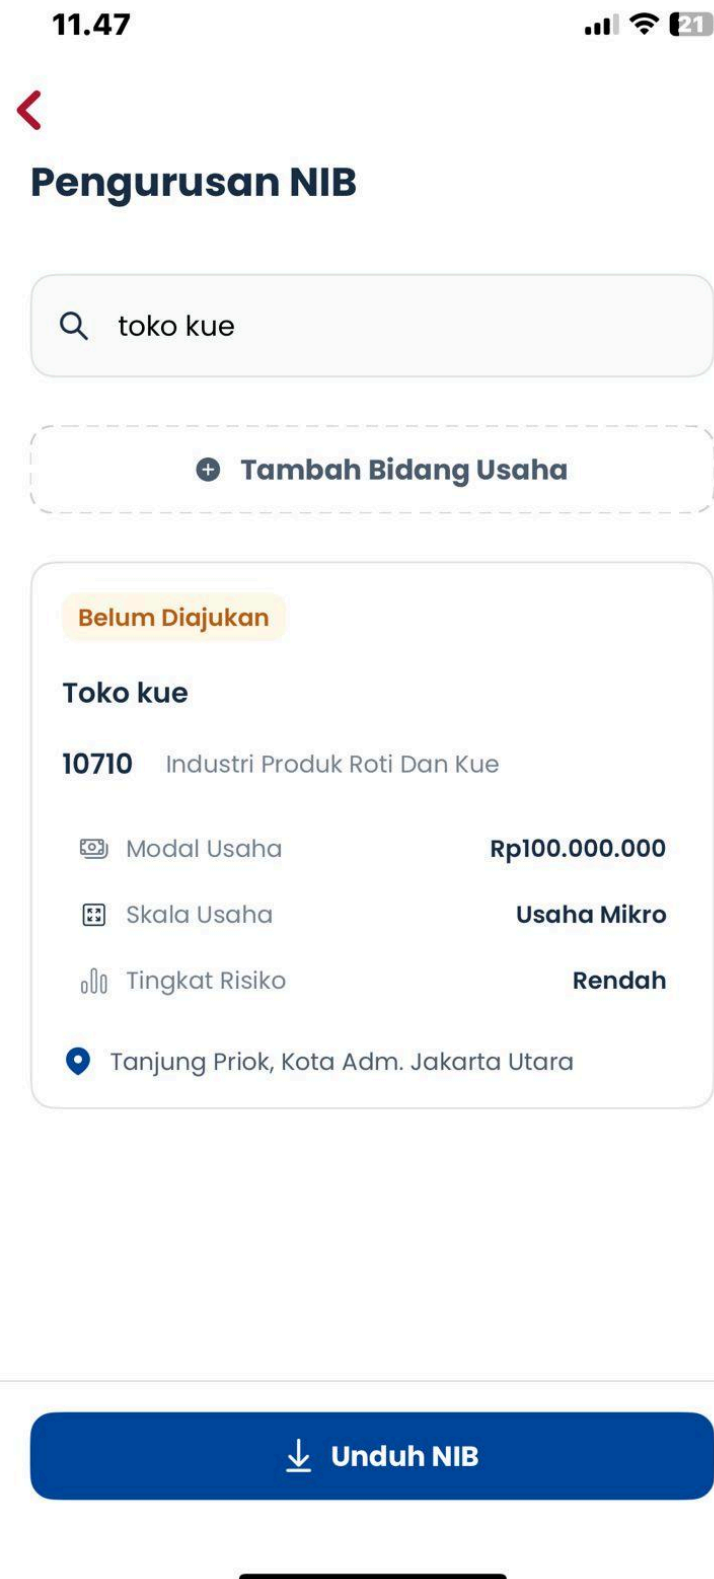 11.47
21
Pengurusan NIB
toko kue
Tambah Bidang Usaha
Belum Diajukan
Toko kue
10710 Industri Produk Roti Dan Kue
Modal Usaha Rp100.000.000
Skala Usaha Usaha Mikro
Tingkat Risiko Rendah
Tanjung Priok, Kota Adm. Jakarta Utara
Unduh NIB